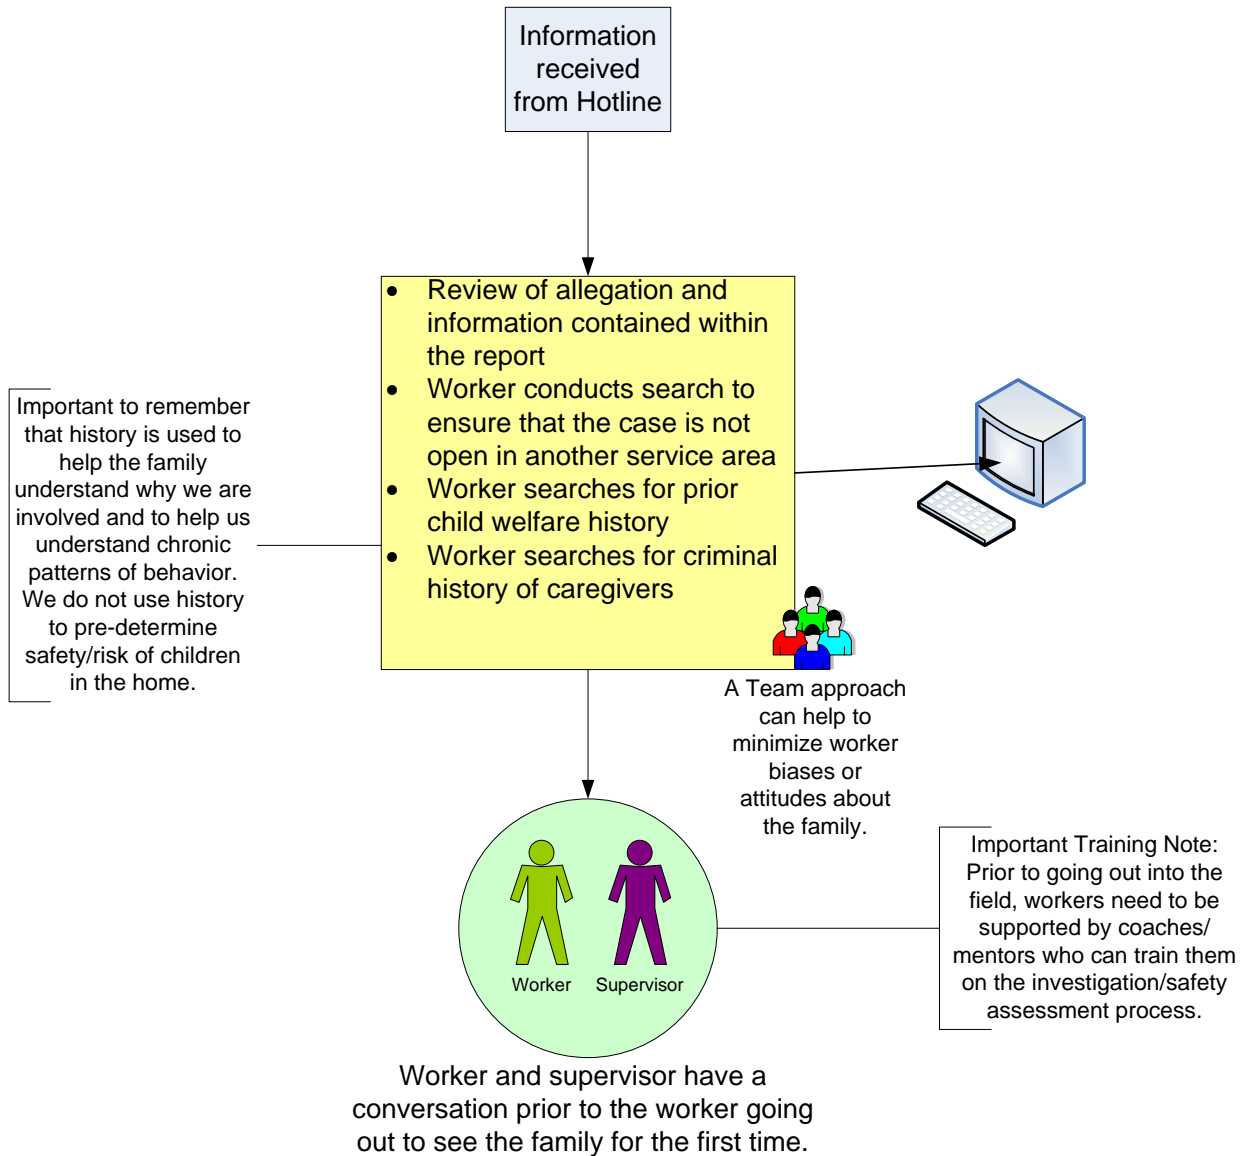 Information
received
from Hotline
• Review of allegation and
information contained within
the report
• Worker conducts search to
ensure that the case is not
open in another service area
• Worker searches for prior
child welfare history
• Worker searches for criminal
history of caregivers
Important to remember
that history is used to
help the family
understand why we are
involved and to help us
understand chronic
patterns of behavior.
We do not use history
to pre-determine
safety/risk of children
in the home.
A Team approach
can help to
minimize worker
biases or
attitudes about
the family.
Worker
Supervisor
Important Training Note:
Prior to going out into the
field, workers need to be
supported by coaches/
mentors who can train them
on the investigation/safety
assessment process.
Worker and supervisor have a
conversation prior to the worker going
out to see the family for the first time.